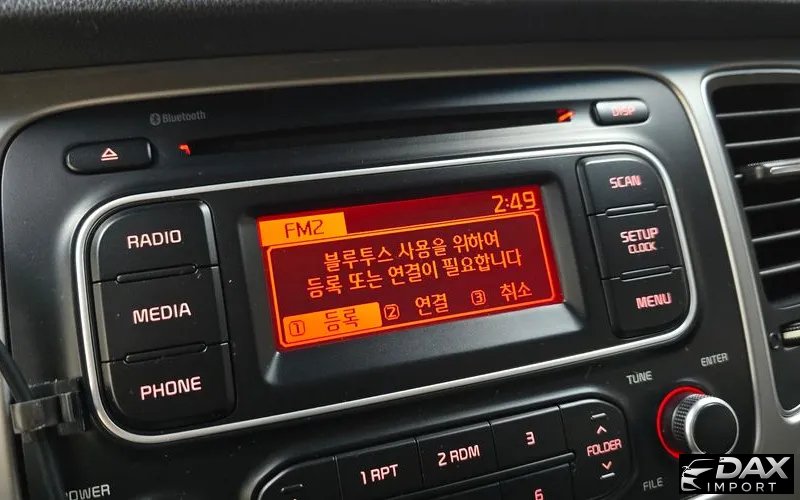 Bluetooth
DISP
RADIO
MEDIA
PHONE
FM2 2:49
블루투스 사용을 위하여
등록 또는 연결이 필요합니다
① 등록 ② 연결 ③ 취소
SCAN
SETUP
CLOCK
MENU
TUNE
ENTER
POWER
1 RPT
2 RDM
3
6
FOLDER
FILE
DAX
IMPORT